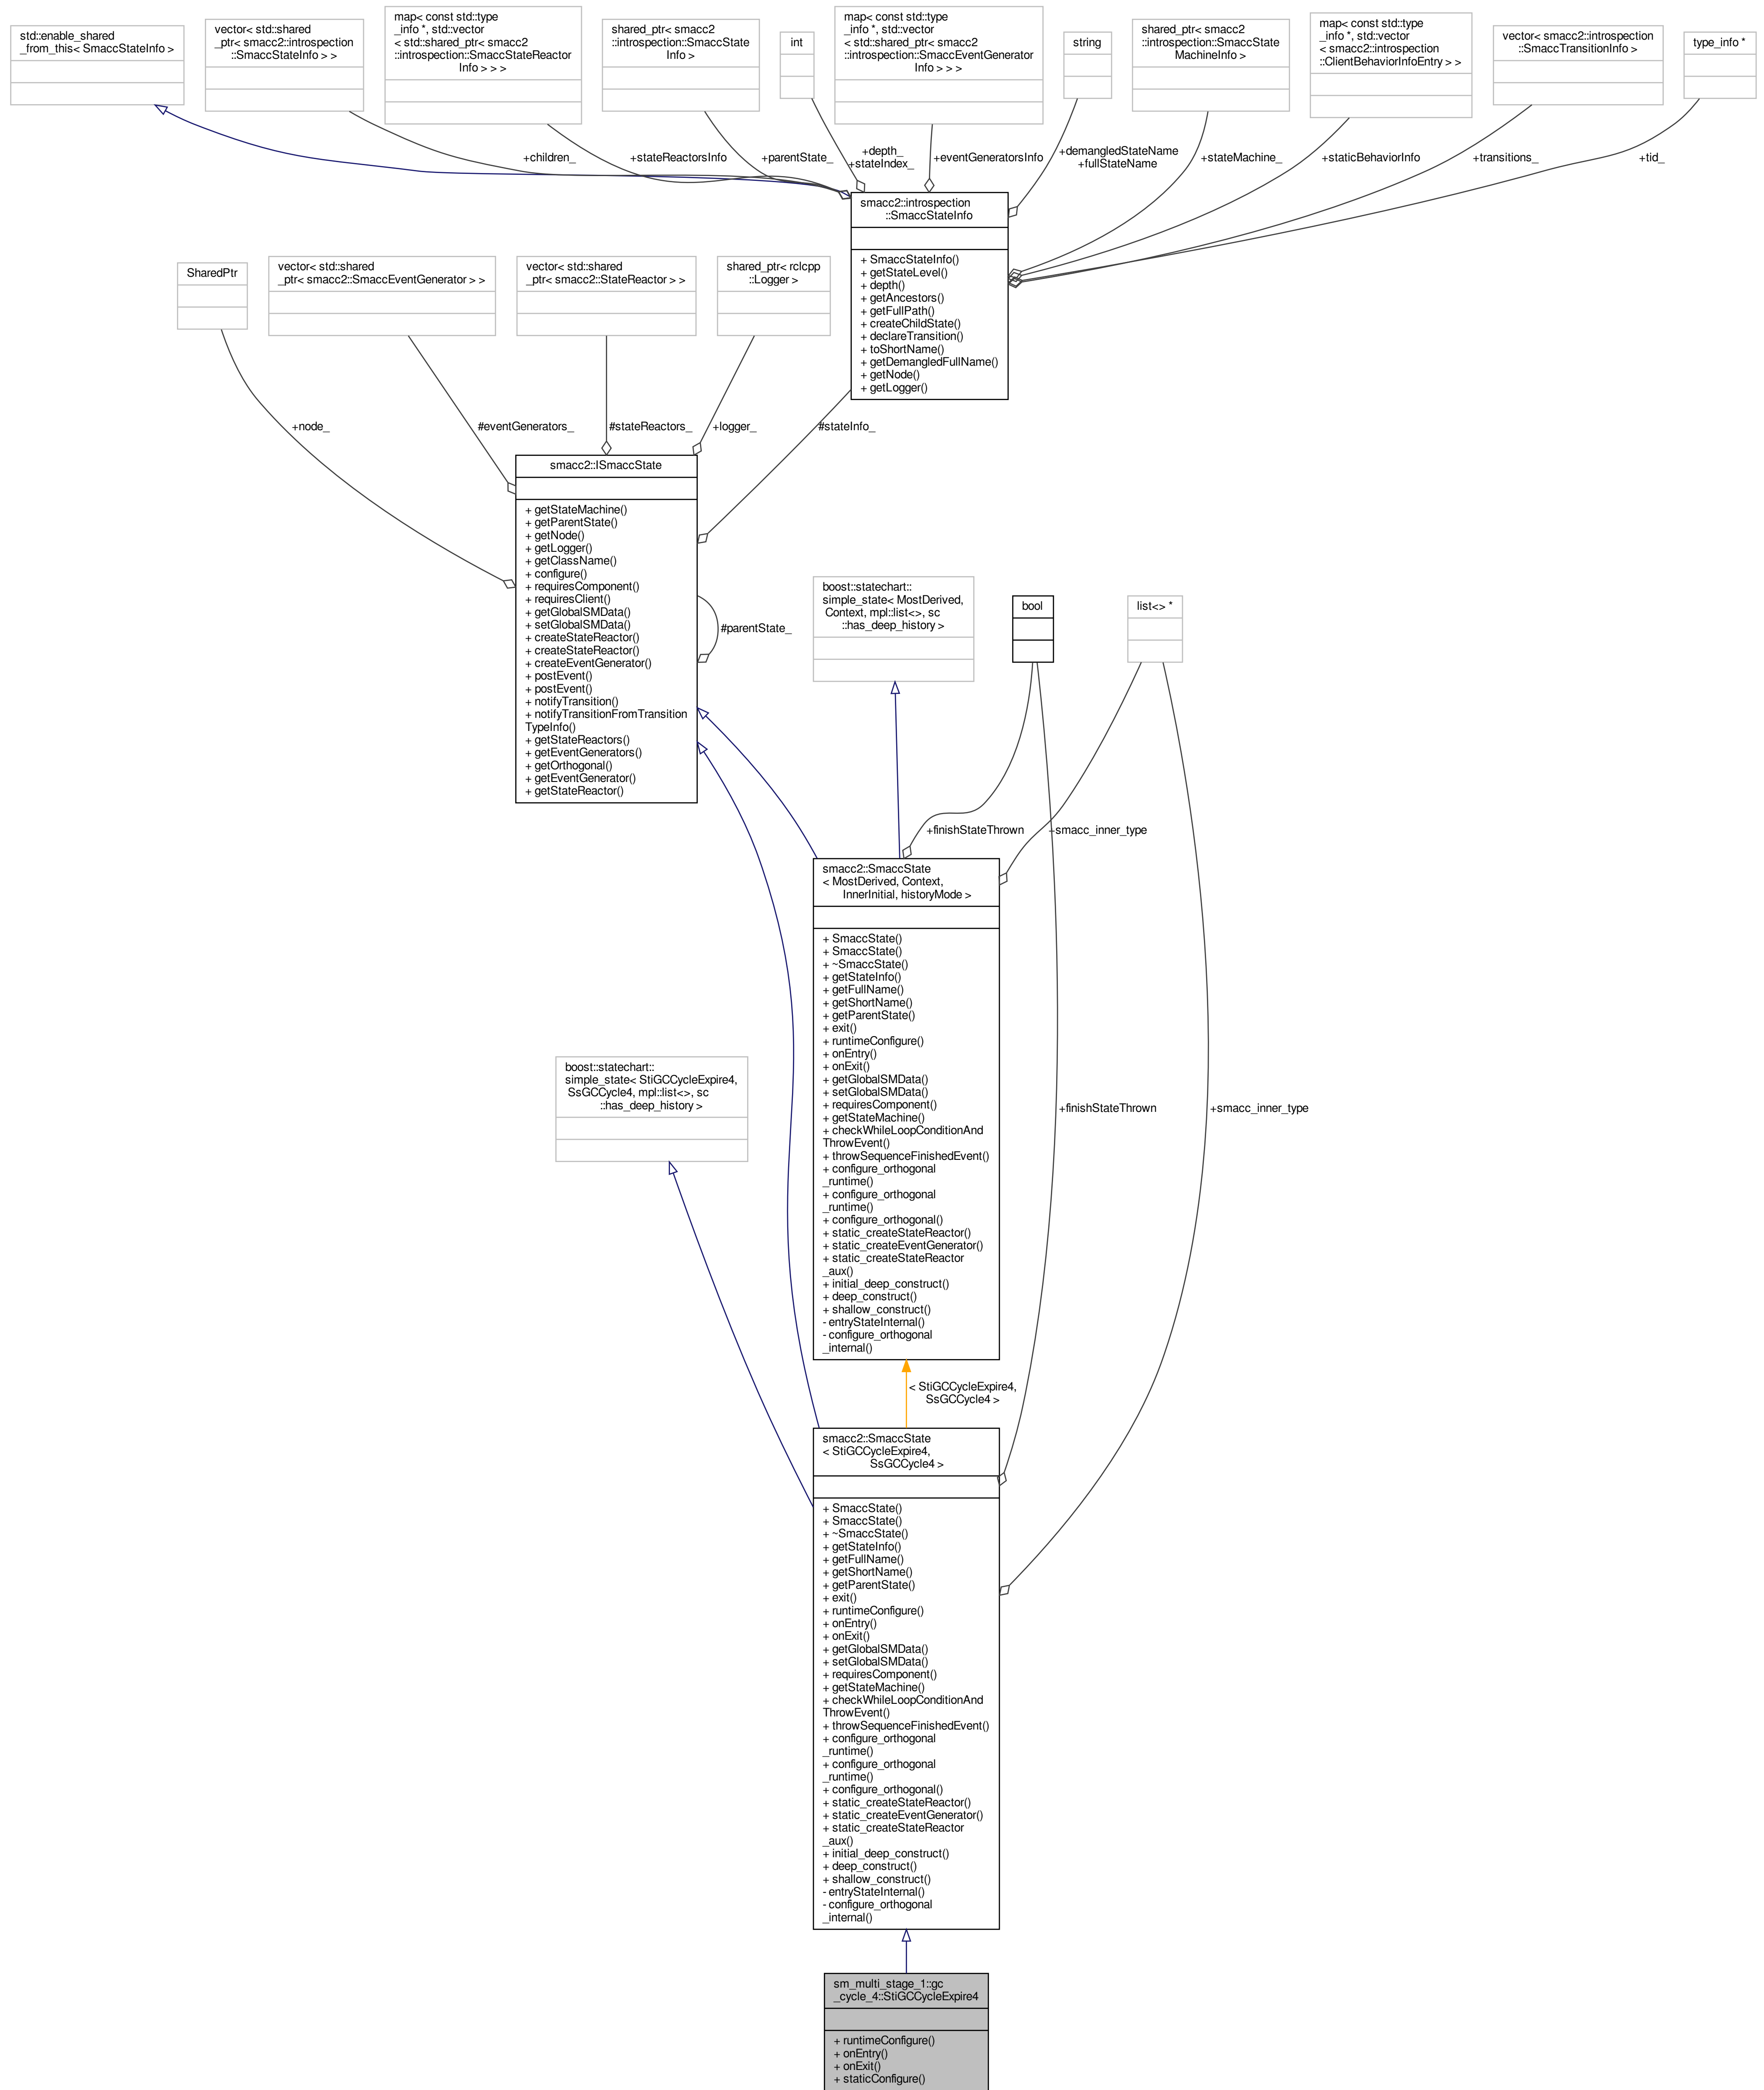 std::enable_shared
_from_this< SmaccStateInfo >
vector< std::shared
_ptr< smacc2::introspection
::SmaccStateInfo > >
map< const std::type
_info *, std::vector
< std::shared_ptr< smacc2
::introspection::SmaccStateReactor
Info > > >
shared_ptr< smacc2
::introspection::SmaccState
Info >
int
map< const std::type
_info *, std::vector
< std::shared_ptr< smacc2
::introspection::SmaccEventGenerator
Info > > >
string
shared_ptr< smacc2
::introspection::SmaccState
MachineInfo >
map< const std::type
_info *, std::vector
< smacc2::introspection
::ClientBehaviorInfoEntry > >
vector< smacc2::introspection
::SmaccTransitionInfo >
type_info *
+children_
+stateReactorsInfo
+parentState_
+depth_
+stateIndex_
+eventGeneratorsInfo
+demangledStateName
+fullStateName
+stateMachine_
+staticBehaviorInfo
+transitions_
+tid_
smacc2::introspection
::SmaccStateInfo
+ SmaccStateInfo()
+ getStateLevel()
+ depth()
+ getAncestors()
+ getFullPath()
+ createChildState()
+ declareTransition()
+ toShortName()
+ getDemangledFullName()
+ getNode()
+ getLogger()
SharedPtr
vector< std::shared
_ptr< smacc2::SmaccEventGenerator > >
vector< std::shared
_ptr< smacc2::StateReactor > >
shared_ptr< rclcpp
::Logger >
+node_
#eventGenerators_
#stateReactors_
+logger_
#stateInfo_
smacc2::ISmaccState
+ getStateMachine()
+ getParentState()
+ getNode()
+ getLogger()
+ getClassName()
+ configure()
+ requiresComponent()
+ requiresClient()
+ getGlobalSMData()
+ setGlobalSMData()
+ createStateReactor()
+ createStateReactor()
+ createEventGenerator()
+ postEvent()
+ postEvent()
+ notifyTransition()
+ notifyTransitionFromTransition
TypeInfo()
+ getStateReactors()
+ getEventGenerators()
+ getOrthogonal()
+ getEventGenerator()
+ getStateReactor()
#parentState_
boost::statechart::
simple_state< MostDerived,
Context, mpl::list<>, sc
::has_deep_history >
bool
list<> *
+finishStateThrown
+smacc_inner_type
smacc2::SmaccState
< MostDerived, Context,
InnerInitial, historyMode >
+ SmaccState()
+ SmaccState()
+ ~SmaccState()
+ getStateInfo()
+ getFullName()
+ getShortName()
+ getParentState()
+ exit()
+ runtimeConfigure()
+ onEntry()
+ onExit()
+ getGlobalSMData()
+ setGlobalSMData()
+ requiresComponent()
+ getStateMachine()
+ checkWhileLoopConditionAnd
ThrowEvent()
+ throwSequenceFinishedEvent()
+ configure_orthogonal
_runtime()
+ configure_orthogonal
_runtime()
+ configure_orthogonal()
+ static_createStateReactor()
+ static_createEventGenerator()
+ static_createStateReactor
_aux()
+ initial_deep_construct()
+ deep_construct()
+ shallow_construct()
- entryStateInternal()
- configure_orthogonal
_internal()
boost::statechart::
simple_state< StiGCCycleExpire4,
SsGCCycle4, mpl::list<>, sc
::has_deep_history >
+finishStateThrown
+smacc_inner_type
< StiGCCycleExpire4,
SsGCCycle4 >
smacc2::SmaccState
< StiGCCycleExpire4,
SsGCCycle4 >
+ SmaccState()
+ SmaccState()
+ ~SmaccState()
+ getStateInfo()
+ getFullName()
+ getShortName()
+ getParentState()
+ exit()
+ runtimeConfigure()
+ onEntry()
+ onExit()
+ getGlobalSMData()
+ setGlobalSMData()
+ requiresComponent()
+ getStateMachine()
+ checkWhileLoopConditionAnd
ThrowEvent()
+ throwSequenceFinishedEvent()
+ configure_orthogonal
_runtime()
+ configure_orthogonal
_runtime()
+ configure_orthogonal()
+ static_createStateReactor()
+ static_createEventGenerator()
+ static_createStateReactor
_aux()
+ initial_deep_construct()
+ deep_construct()
+ shallow_construct()
- entryStateInternal()
- configure_orthogonal
_internal()
sm_multi_stage_1::gc
_cycle_4::StiGCCycleExpire4
+ runtimeConfigure()
+ onEntry()
+ onExit()
+ staticConfigure()